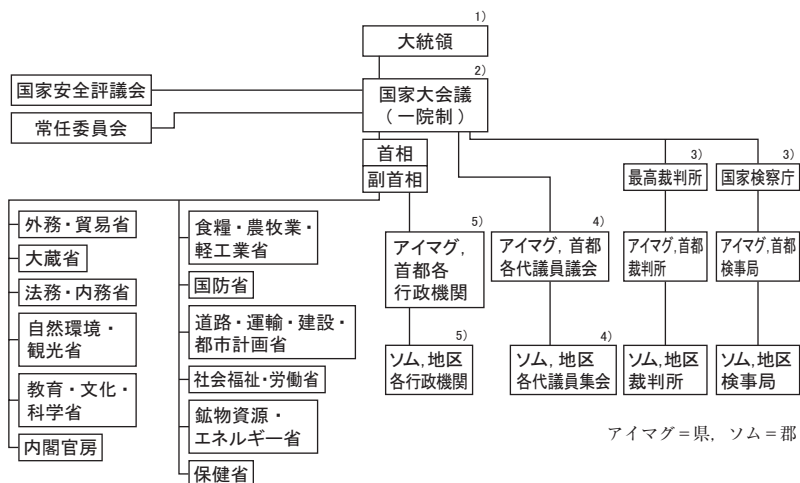 1)
大統領
2)
国家大会議
(一院制)
国家安全評議会
常任委員会
首相
副首相
3)
最高裁判所
3)
国家検察庁
外務・貿易省
大蔵省
法務・内務省
自然環境・
観光省
教育・文化・
科学省
内閣官房
食糧・農牧業・
軽工業省
国防省
道路・運輸・建設・
都市計画省
社会福祉・労働省
鉱物資源・
エネルギー省
保健省
5)
アイマグ,
首都各
行政機関
4)
アイマグ, 首都
各代議員議会
アイマグ,首都
裁判所
アイマグ,首都
検事局
5)
ソム, 地区
各行政機関
4)
ソム, 地区
各代議員集会
ソム,地区
裁判所
ソム,地区
検事局
アイマグ=県, ソム=郡